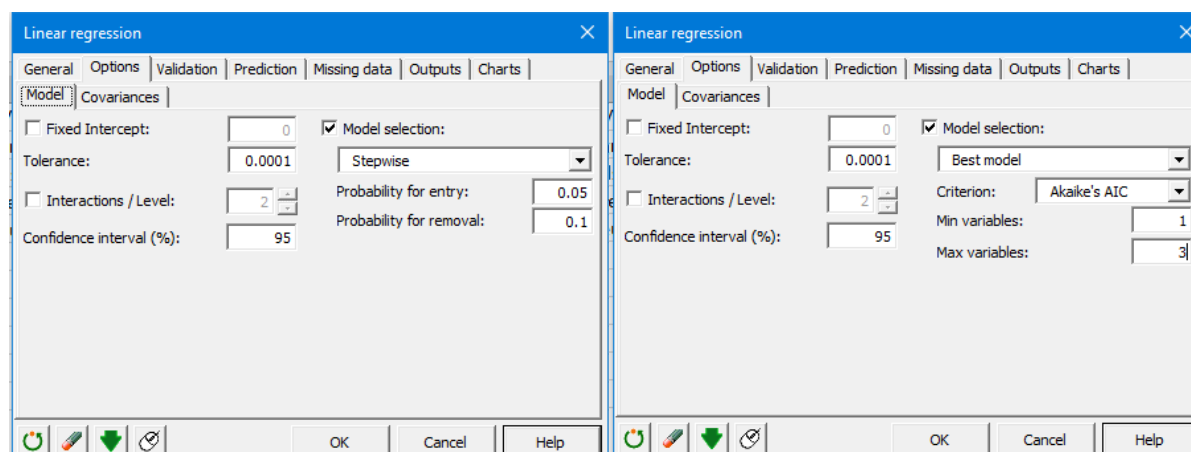 Linear regression
General Options Validation Prediction Missing data Outputs Charts
Model Covariances
Fixed Intercept: 0 Model selection:
Tolerance: 0.0001 Stepwise
Interactions / Level: 2 Probability for entry: 0.05
Probability for removal: 0.1
Confidence interval (%): 95
OK Cancel Help
Linear regression
General Options Validation Prediction Missing data Outputs Charts
Model Covariances
Fixed Intercept: 0 Model selection:
Tolerance: 0.0001 Best model
Interactions / Level: 2 Criterion: Akaike's AIC
Min variables: 1
Confidence interval (%): 95
Max variables: 3
OK Cancel Help